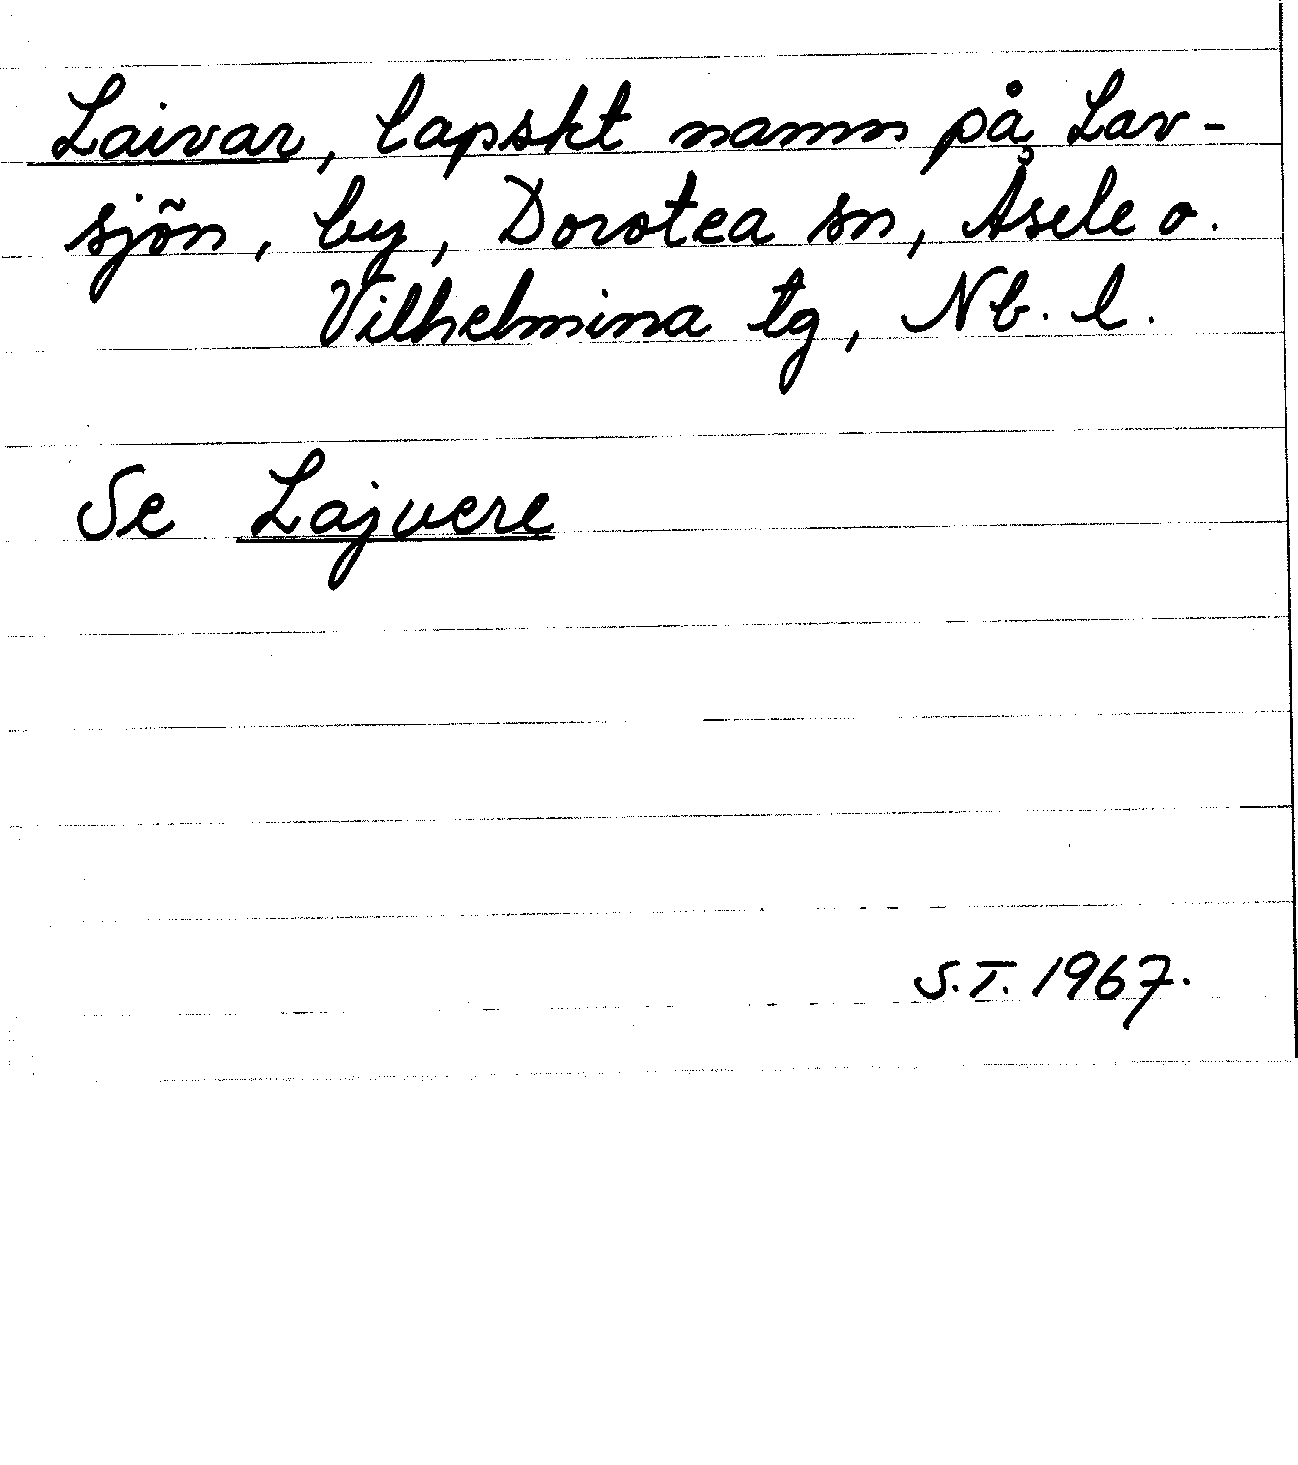 Laivar, lapskt namn på Lav-
sjön, by, Dorotea sn, Åsele o.
Vilhelmina tg, Nb. l.
Se Lajvere
S.T. 1967.